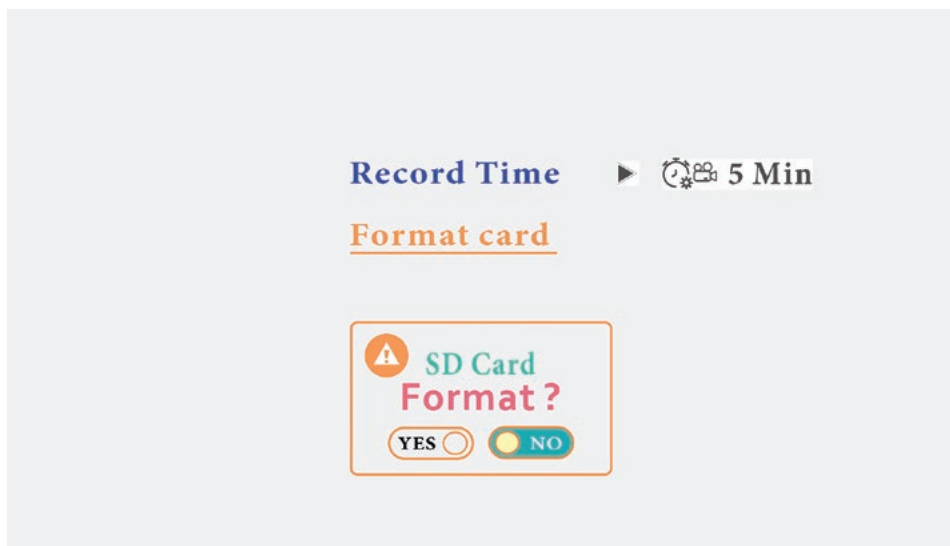 Record Time 5 Min
Format card
SD Card
Format ?
YES NO